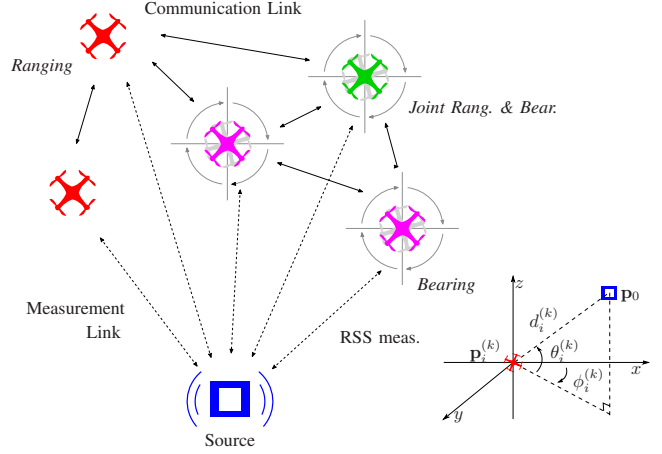 Communication Link
Ranging
Joint Rang. & Bear.
Bearing
Measurement
Link
RSS meas.
Source
z
p₀
d_i^(k)
p_i^(k)
θ_i^(k)
x
ϕ_i^(k)
y